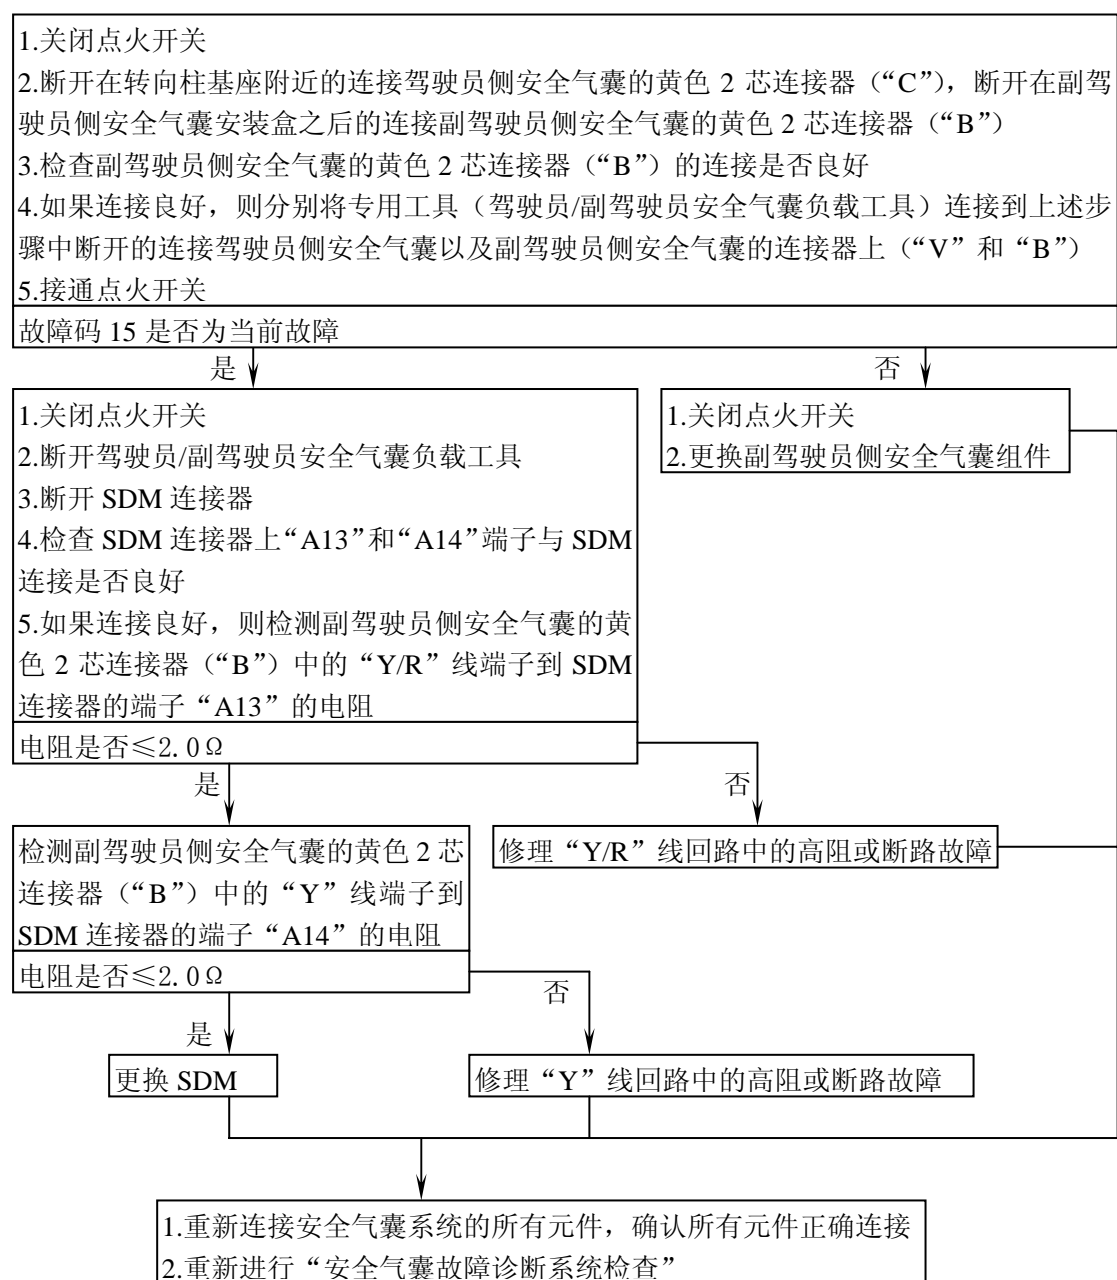 1.关闭点火开关
2.断开在转向柱基座附近的连接驾驶员侧安全气囊的黄色 2 芯连接器（“C”），断开在副驾
驶员侧安全气囊安装盒之后的连接副驾驶员侧安全气囊的黄色 2 芯连接器（“B”）
3.检查副驾驶员侧安全气囊的黄色 2 芯连接器（“B”）的连接是否良好
4.如果连接良好，则分别将专用工具（驾驶员/副驾驶员安全气囊负载工具）连接到上述步
骤中断开的连接驾驶员侧安全气囊以及副驾驶员侧安全气囊的连接器上（“V”和“B”）
5.接通点火开关
故障码 15 是否为当前故障
是
否
1.关闭点火开关
2.断开驾驶员/副驾驶员安全气囊负载工具
3.断开 SDM 连接器
4.检查 SDM 连接器上“A13”和“A14”端子与 SDM
连接是否良好
5.如果连接良好，则检测副驾驶员侧安全气囊的黄
色 2 芯连接器（“B”）中的“Y/R”线端子到 SDM
连接器的端子“A13”的电阻
电阻是否≤2.0Ω
1.关闭点火开关
2.更换副驾驶员侧安全气囊组件
是
否
检测副驾驶员侧安全气囊的黄色 2 芯
连接器（“B”）中的“Y”线端子到
SDM 连接器的端子“A14”的电阻
电阻是否≤2.0Ω
修理“Y/R”线回路中的高阻或断路故障
是
否
更换 SDM
修理“Y”线回路中的高阻或断路故障
1.重新连接安全气囊系统的所有元件，确认所有元件正确连接
2.重新进行“安全气囊故障诊断系统检查”